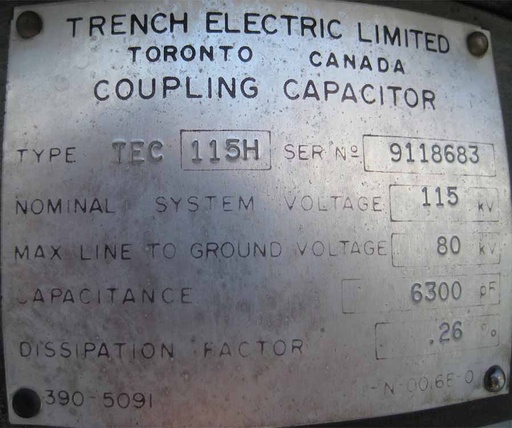 TRENCH ELECTRIC LIMITED
TORONTO CANADA
COUPLING CAPACITOR
TYPE TEC 115H SER Nº 9118683
NOMINAL SYSTEM VOLTAGE 115 kV
MAX LINE TO GROUND VOLTAGE 80 kV
CAPACITANCE 6300 pF
DISSIPATION FACTOR .26 %
390-5091